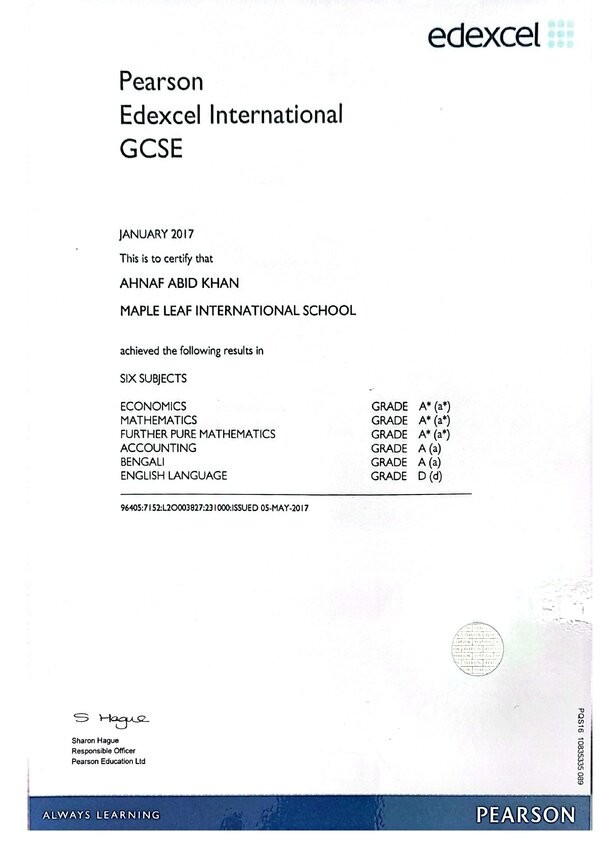 edexcel
Pearson
Edexcel International
GCSE
JANUARY 2017
This is to certify that
AHNAF ABID KHAN
MAPLE LEAF INTERNATIONAL SCHOOL
achieved the following results in
SIX SUBJECTS
ECONOMICS GRADE A* (a*)
MATHEMATICS GRADE A* (a*)
FURTHER PURE MATHEMATICS GRADE A* (a*)
ACCOUNTING GRADE A (a)
BENGALI GRADE A (a)
ENGLISH LANGUAGE GRADE D (d)
96405:7152:L2O003827:231000:ISSUED 05-MAY-2017
S Hague
Sharon Hague
Responsible Officer
Pearson Education Ltd
PQS16 10835335 089
ALWAYS LEARNING
PEARSON